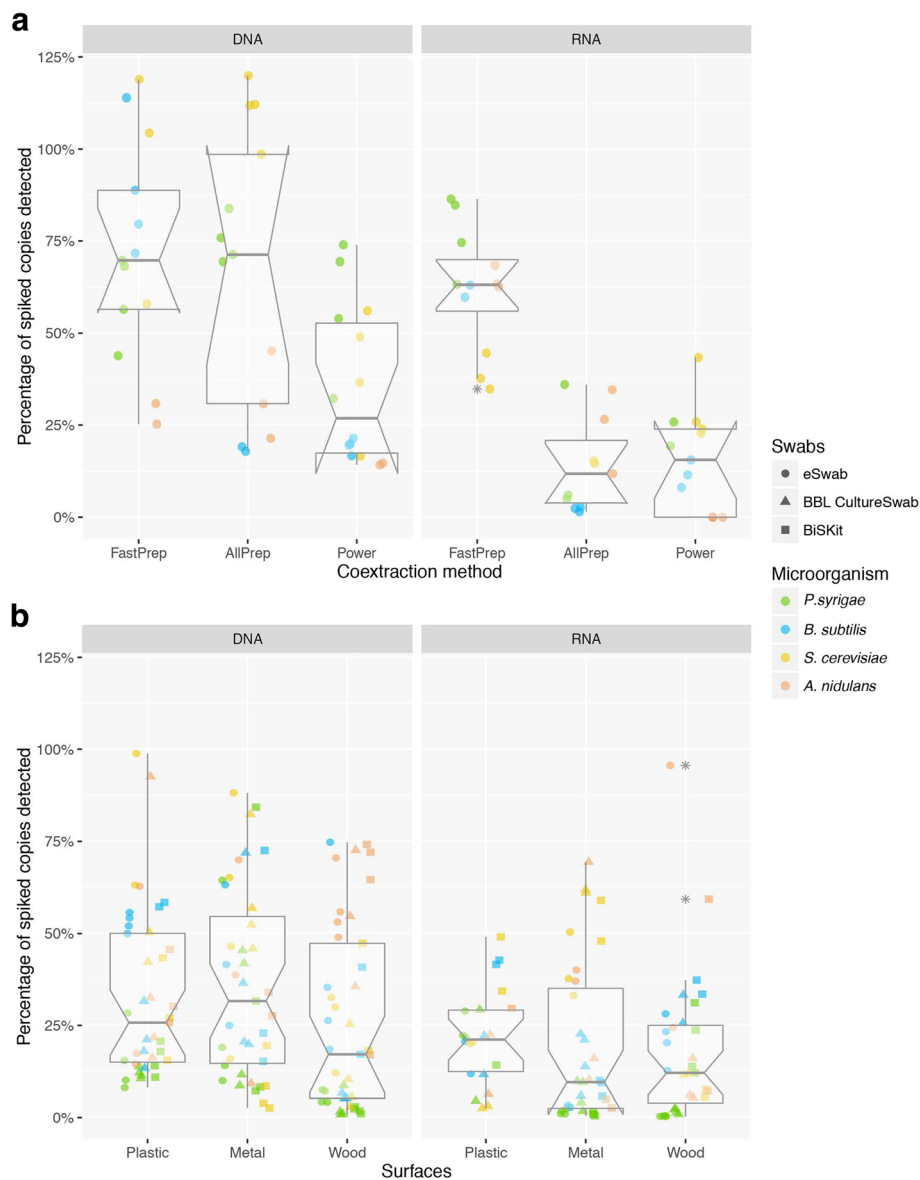 a
DNA
RNA
125%
100%
75%
50%
25%
0%
Percentage of spiked copies detected
FastPrep
AllPrep
Power
FastPrep
AllPrep
Power
Coextraction method
Swabs
eSwab
BBL CultureSwab
BiSKit
Microorganism
P.syrigae
B. subtilis
S. cerevisiae
A. nidulans
b
DNA
RNA
125%
100%
75%
50%
25%
0%
Percentage of spiked copies detected
Plastic
Metal
Wood
Plastic
Metal
Wood
Surfaces